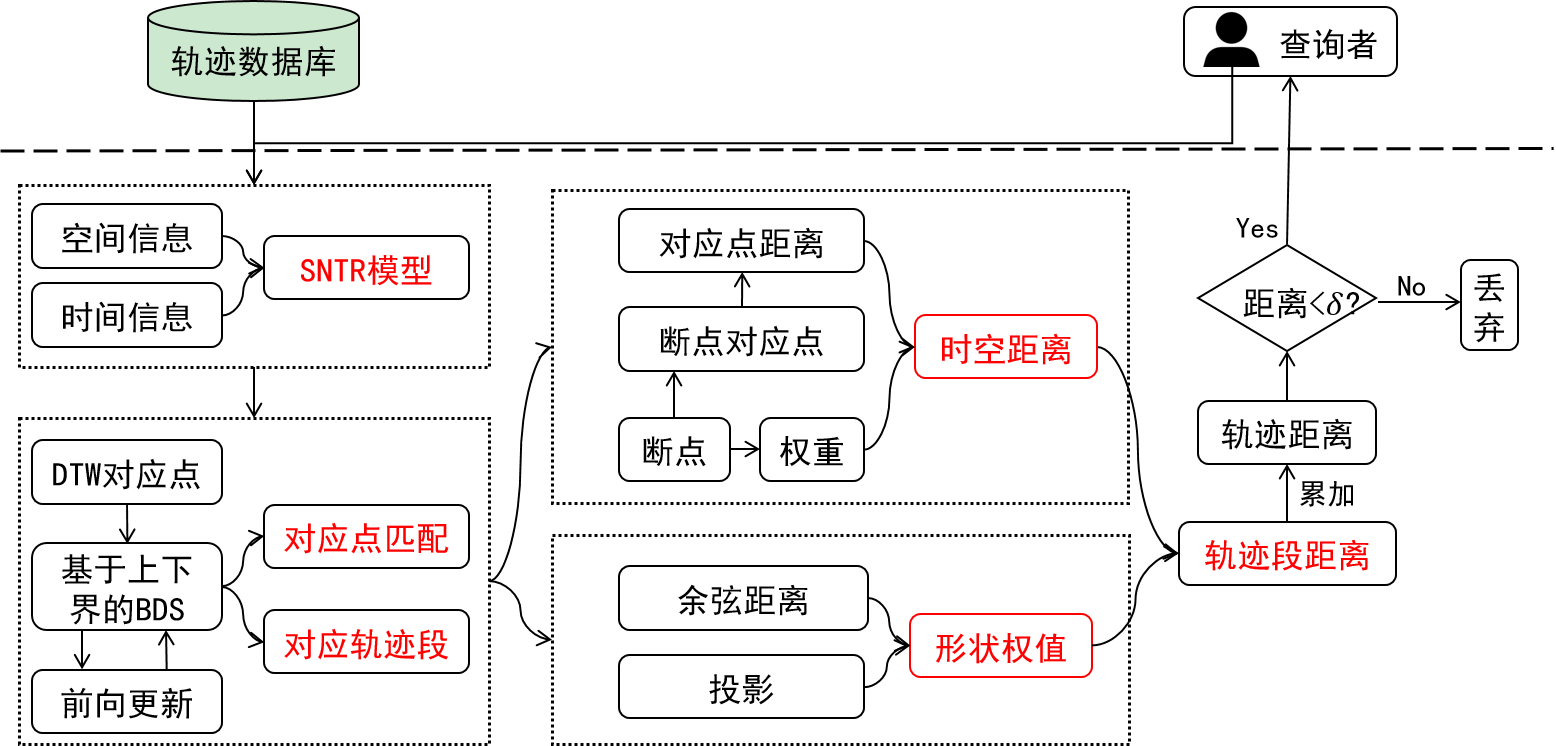 轨迹数据库
查询者
空间信息
时间信息
SNTR模型
DTW对应点
基于上下
界的BDS
前向更新
对应点匹配
对应轨迹段
对应点距离
断点对应点
断点
权重
时空距离
余弦距离
投影
形状权值
轨迹段距离
累加
轨迹距离
距离<δ?
Yes
No
丢
弃